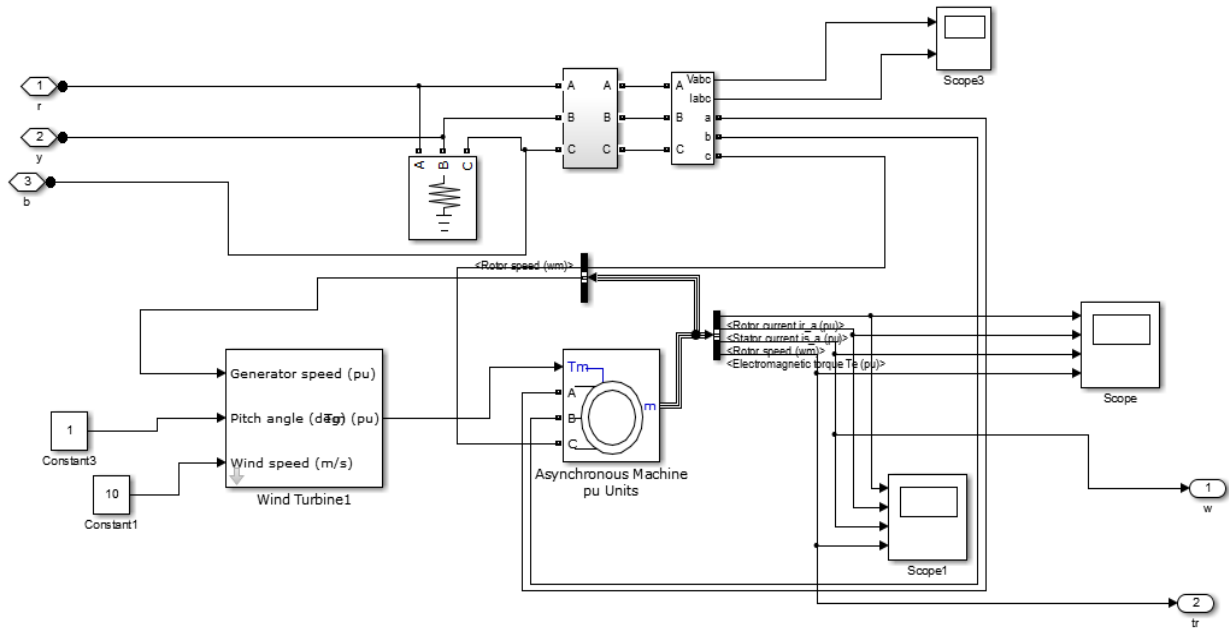 Scope3
1
r
2
y
3
b
A
B
C
A
B
C
A
B
C
Vabc
Iabc
A
B
C
a
b
c
<Rotor speed (wm)>
<Rotor current ir_a (pu)>
<Stator current is_a (pu)>
<Rotor speed (wm)>
<Electromagnetic torque Te (pu)>
Scope
Generator speed (pu)
Pitch angle (deg)
Tm (pu)
Wind speed (m/s)
Wind Turbine1
1
Constant3
10
Constant1
Tm
A
B
C
m
Asynchronous Machine
pu Units
Scope1
1
w
2
tr